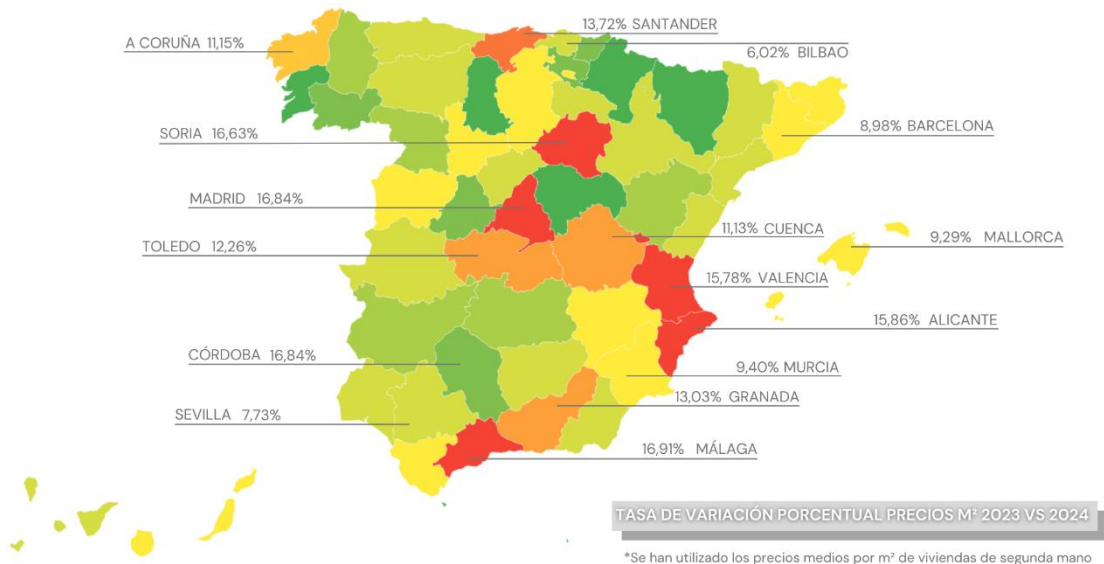 13,72% SANTANDER
A CORUÑA 11,15%
6,02% BILBAO
SORIA 16,63%
8,98% BARCELONA
MADRID 16,84%
11,13% CUENCA
9,29% MALLORCA
TOLEDO 12,26%
15,78% VALENCIA
15,86% ALICANTE
CÓRDOBA 16,84%
9,40% MURCIA
13,03% GRANADA
SEVILLA 7,73%
16,91% MÁLAGA
TASA DE VARIACIÓN PORCENTUAL PRECIOS M² 2023 VS 2024
*Se han utilizado los precios medios por m² de viviendas de segunda mano